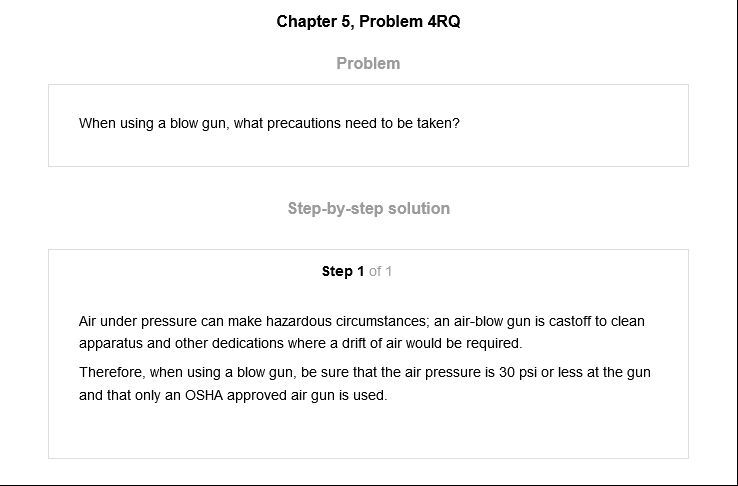 Chapter 5, Problem 4RQ
Problem
When using a blow gun, what precautions need to be taken?
Step-by-step solution
Step 1 of 1
Air under pressure can make hazardous circumstances; an air-blow gun is castoff to clean
apparatus and other dedications where a drift of air would be required.
Therefore, when using a blow gun, be sure that the air pressure is 30 psi or less at the gun
and that only an OSHA approved air gun is used.